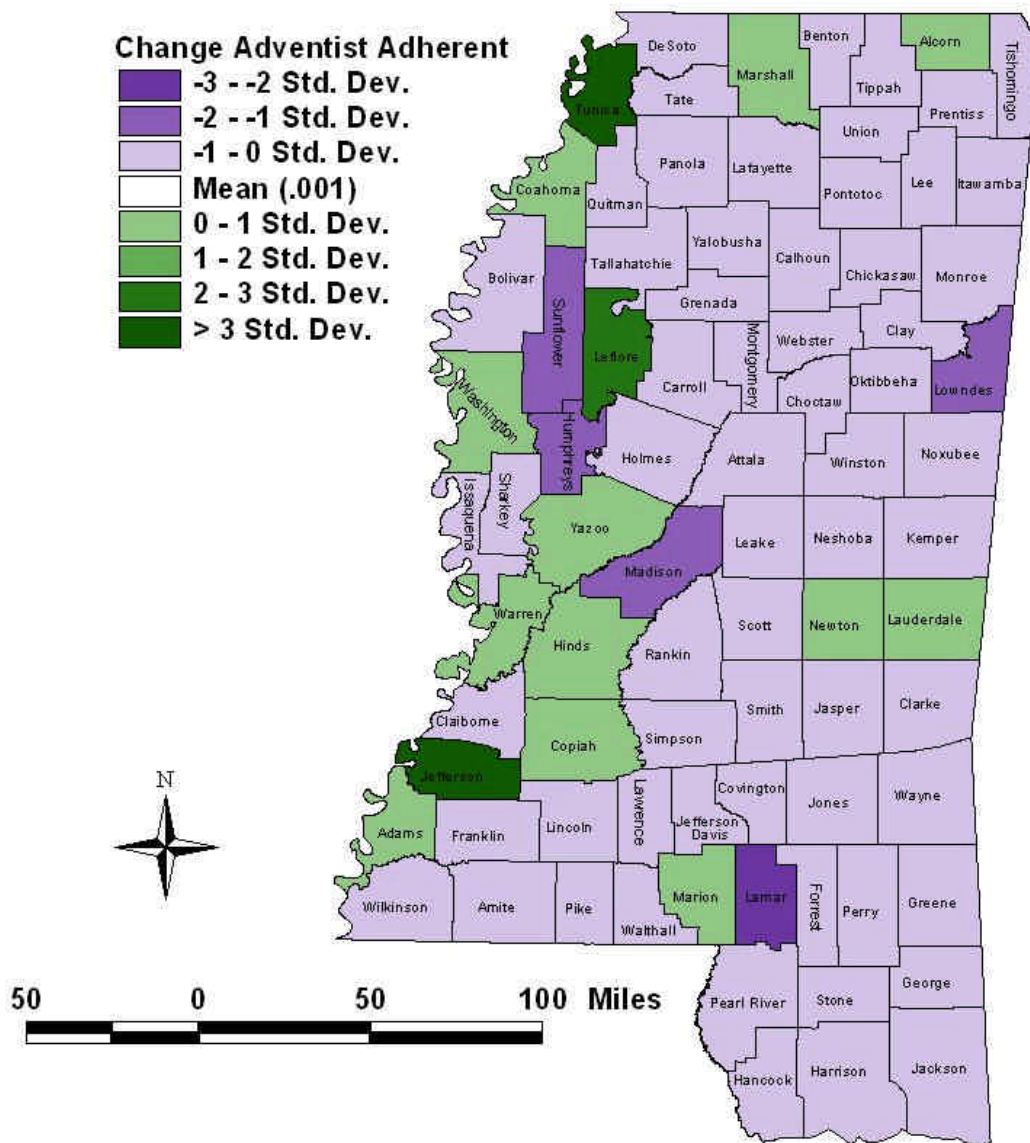 Change Adventist Adherent
-3 - -2 Std. Dev.
-2 - -1 Std. Dev.
-1 - 0 Std. Dev.
Mean (.001)
0 - 1 Std. Dev.
1 - 2 Std. Dev.
2 - 3 Std. Dev.
> 3 Std. Dev.
DeSoto
Marshall
Benton
Alcorn
Tishomingo
Tippah
Tunica
Tate
Prentiss
Union
Panola
Lafayette
Pontotoc
Lee
Itawamba
Coahoma
Quitman
Yalobusha
Calhoun
Chickasaw
Monroe
Bolivar
Tallahatchie
Grenada
Sunflower
Leflore
Montgomery
Webster
Clay
Carroll
Oktibbeha
Lowndes
Choctaw
Washington
Humphreys
Holmes
Attala
Winston
Noxubee
Issaquena
Sharkey
Yazoo
Leake
Neshoba
Kemper
Madison
Warren
Hinds
Rankin
Scott
Newton
Lauderdale
Claiborne
Copiah
Simpson
Smith
Jasper
Clarke
Jefferson
Lawrence
Jefferson
Davis
Covington
Jones
Wayne
N
Adams
Franklin
Lincoln
Marion
Lamar
Forrest
Perry
Greene
Wilkinson
Amite
Pike
Walthall
Pearl River
Stone
George
Hancock
Harrison
Jackson
50 0 50 100 Miles